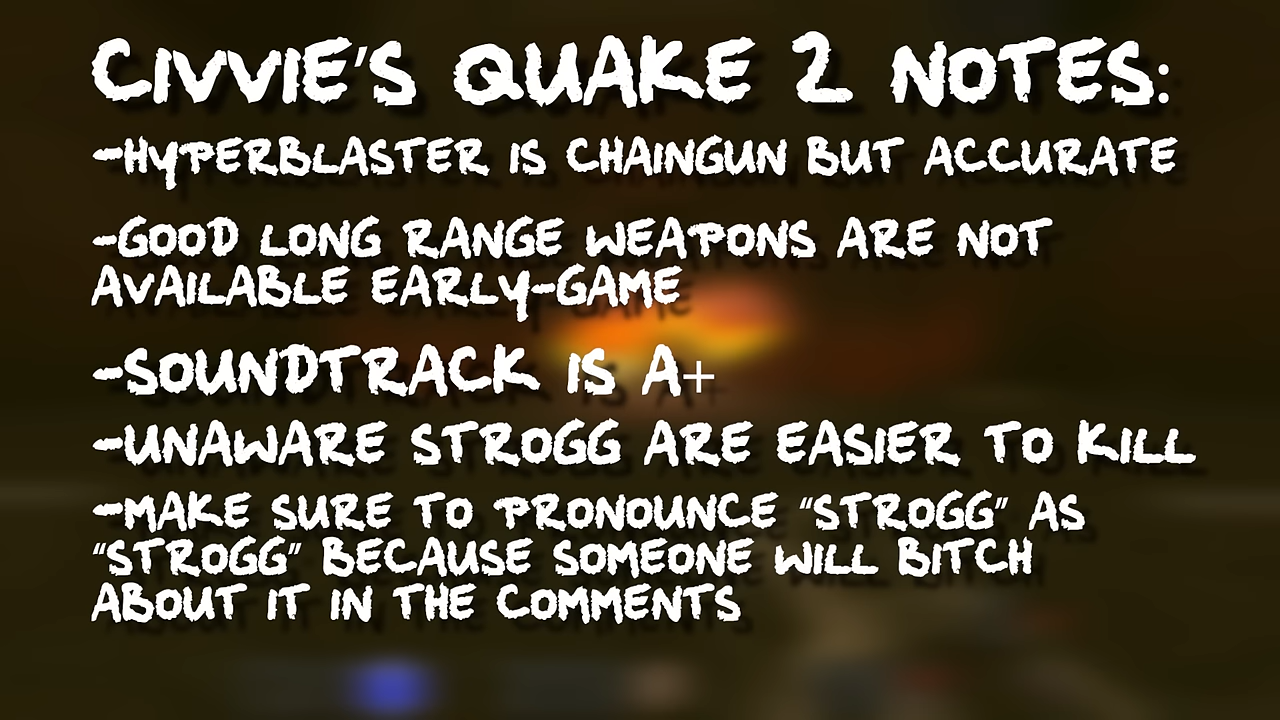 CIVVIE'S QUAKE 2 NOTES:
-HYPERBLASTER IS CHAINGUN BUT ACCURATE
-GOOD LONG RANGE WEAPONS ARE NOT
AVAILABLE EARLY-GAME
-SOUNDTRACK IS A+
-UNAWARE STROGG ARE EASIER TO KILL
-MAKE SURE TO PRONOUNCE "STROGG" AS
"STROGG" BECAUSE SOMEONE WILL BITCH
ABOUT IT IN THE COMMENTS